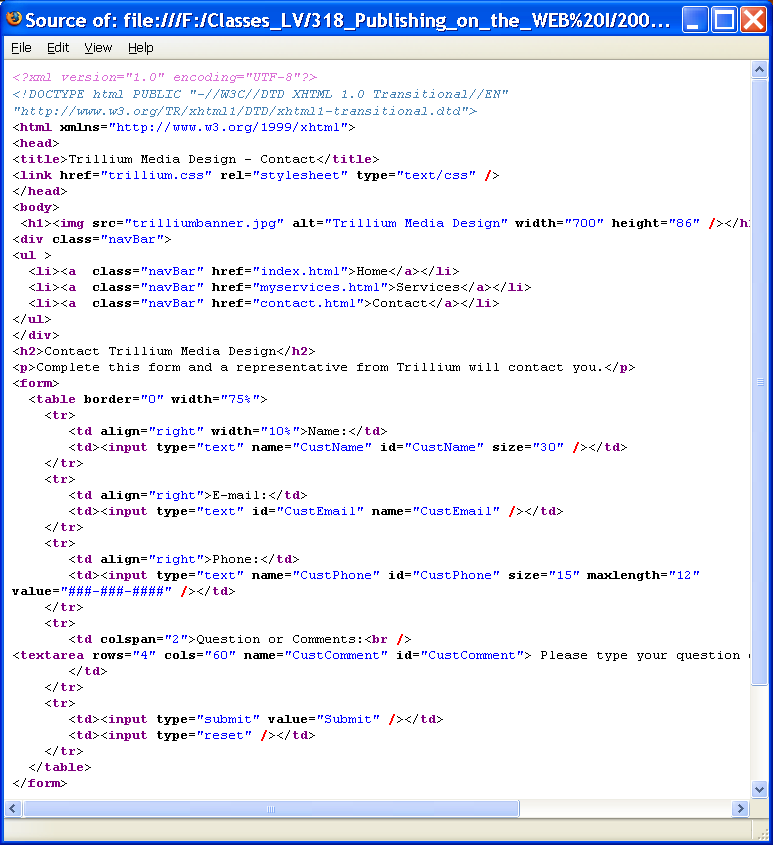 Source of: file:///F:/Classes_LV/318_Publishing_on_the_WEB%20I/200...
File Edit View Help
<?xml version="1.0" encoding="UTF-8"?>
<!DOCTYPE html PUBLIC "-//W3C//DTD XHTML 1.0 Transitional//EN"
"http://www.w3.org/TR/xhtml1/DTD/xhtml1-transitional.dtd">
<html xmlns="http://www.w3.org/1999/xhtml">
<head>
<title>Trillium Media Design - Contact</title>
<link href="trillium.css" rel="stylesheet" type="text/css" />
</head>
<body>
 <h1><img src="trilliumbanner.jpg" alt="Trillium Media Design" width="700" height="86" /></h1
<div class="navBar">
<ul >
  <li><a  class="navBar" href="index.html">Home</a></li>
  <li><a  class="navBar" href="myservices.html">Services</a></li>
  <li><a  class="navBar" href="contact.html">Contact</a></li>
</ul>
</div>
<h2>Contact Trillium Media Design</h2>
<p>Complete this form and a representative from Trillium will contact you.</p>
<form>
  <table border="0" width="75%">
    <tr>
       <td align="right" width="10%">Name:</td>
       <td><input type="text" name="CustName" id="CustName" size="30" /></td>
    </tr>
    <tr>
       <td align="right">E-mail:</td>
       <td><input type="text" id="CustEmail" name="CustEmail" /></td>
    </tr>
    <tr>
       <td align="right">Phone:</td>
       <td><input type="text" name="CustPhone" id="CustPhone" size="15" maxlength="12"
value="###-###-####" /></td>
    </tr>
    <tr>
       <td colspan="2">Question or Comments:<br />
<textarea rows="4" cols="60" name="CustComment" id="CustComment"> Please type your question
       </td>
    </tr>
    <tr>
       <td><input type="submit" value="Submit" /></td>
       <td><input type="reset" /></td>
    </tr>
  </table>
</form>